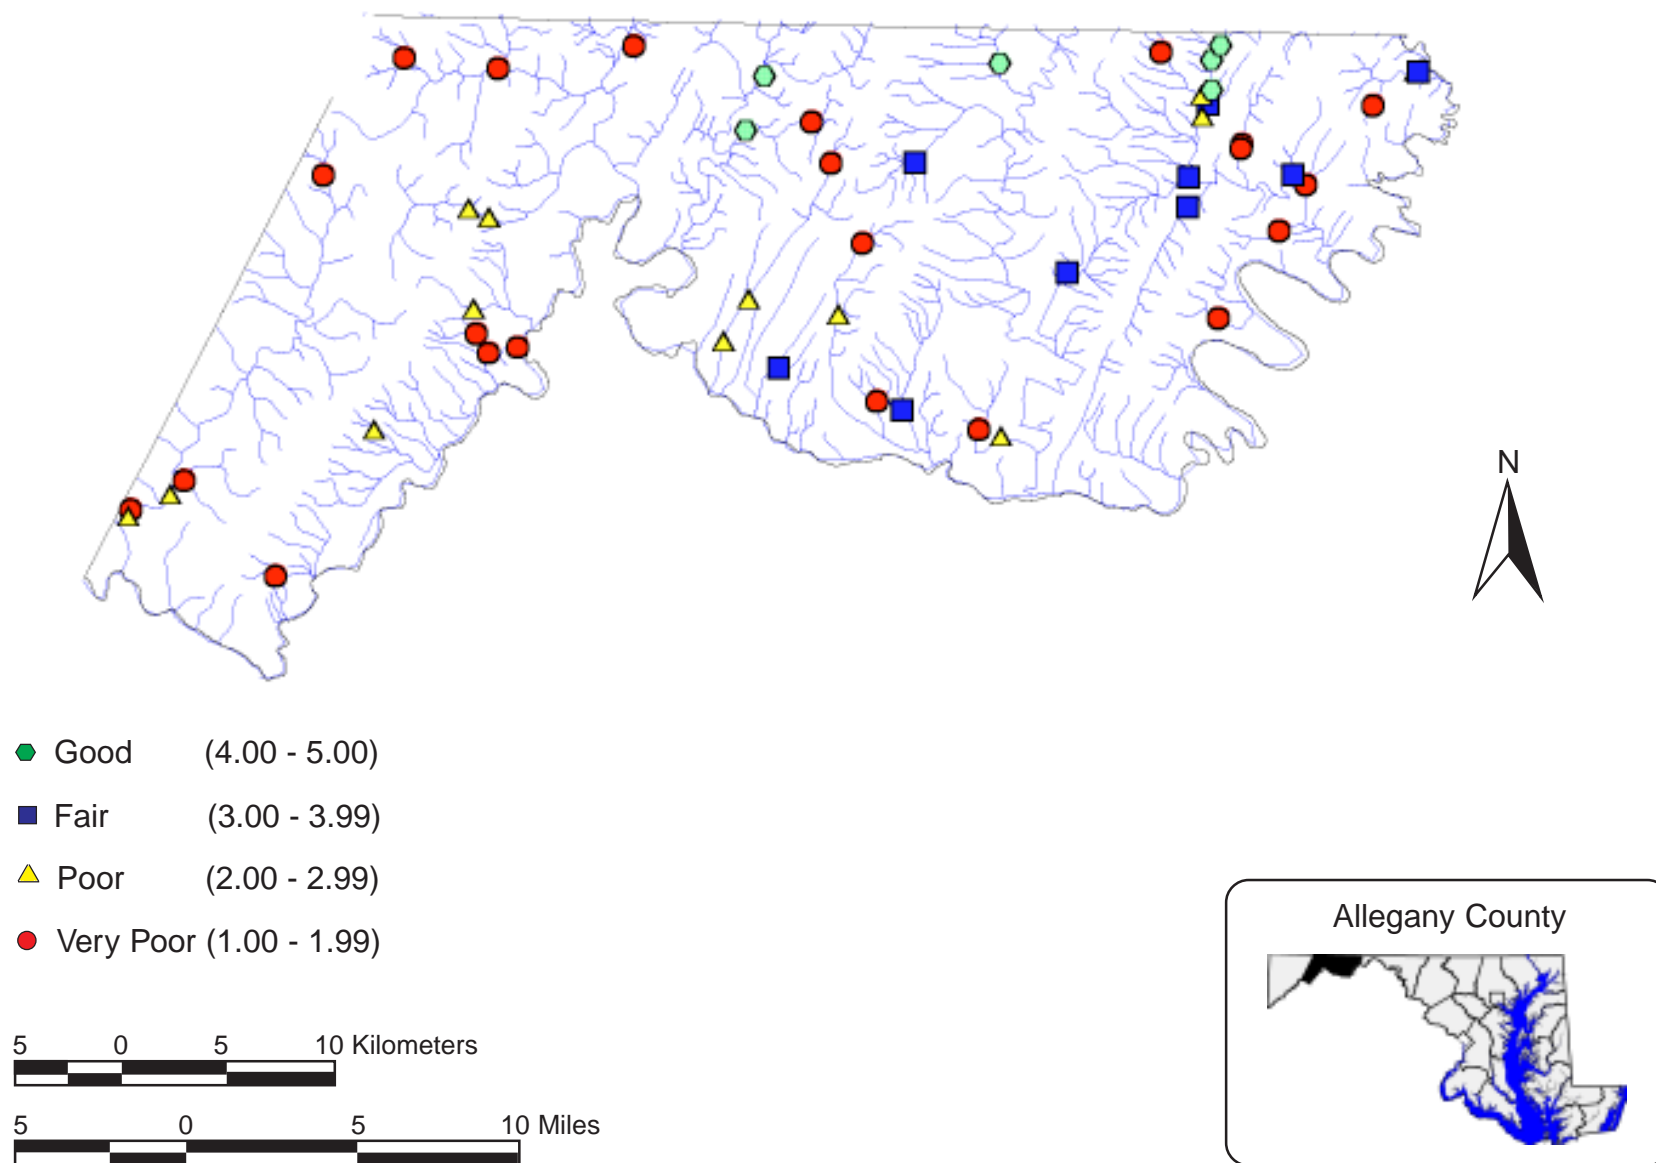 N
Good (4.00 - 5.00)
Fair (3.00 - 3.99)
Poor (2.00 - 2.99)
Very Poor (1.00 - 1.99)
Allegany County
5 0 5 10 Kilometers
5 0 5 10 Miles